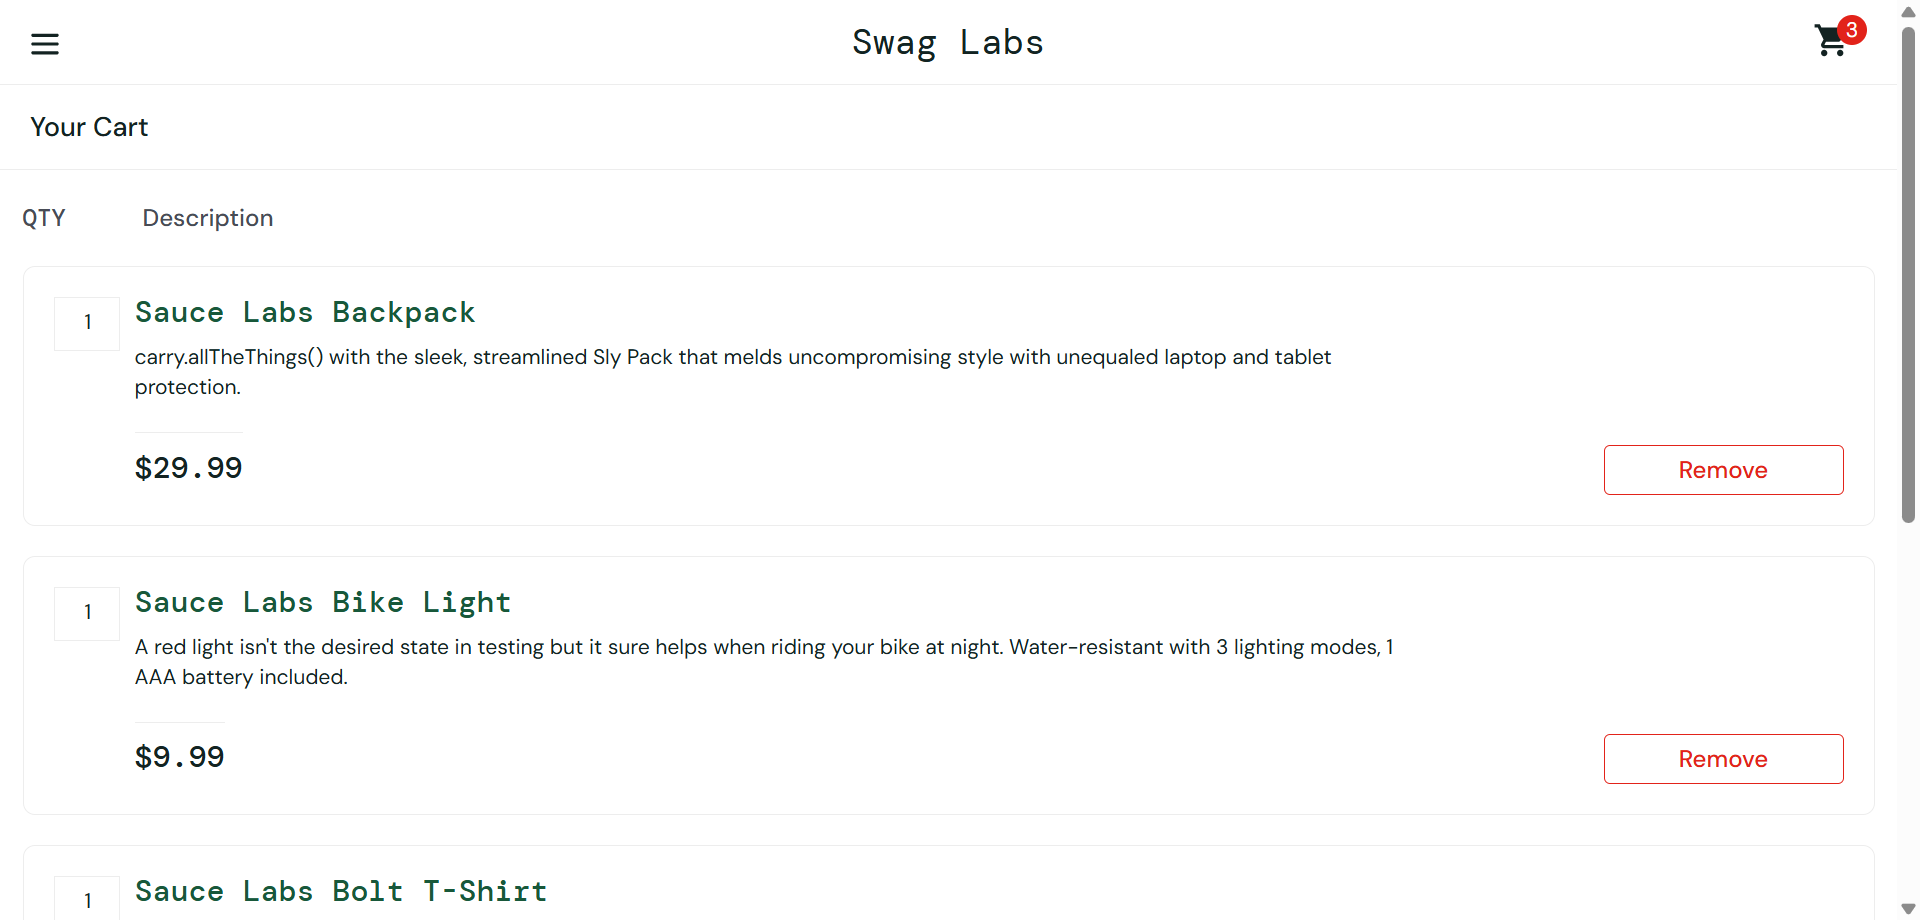 Swag Labs
3
Your Cart
QTY Description
1
Sauce Labs Backpack
carry.allTheThings() with the sleek, streamlined Sly Pack that melds uncompromising style with unequaled laptop and tablet
protection.
$29.99
Remove
1
Sauce Labs Bike Light
A red light isn't the desired state in testing but it sure helps when riding your bike at night. Water-resistant with 3 lighting modes, 1
AAA battery included.
$9.99
Remove
1
Sauce Labs Bolt T-Shirt